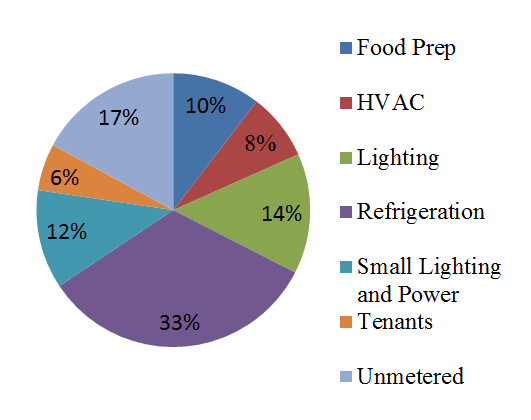 Food Prep
HVAC
Lighting
Refrigeration
Small Lighting
and Power
Tenants
Unmetered
10%
8%
14%
33%
12%
6%
17%